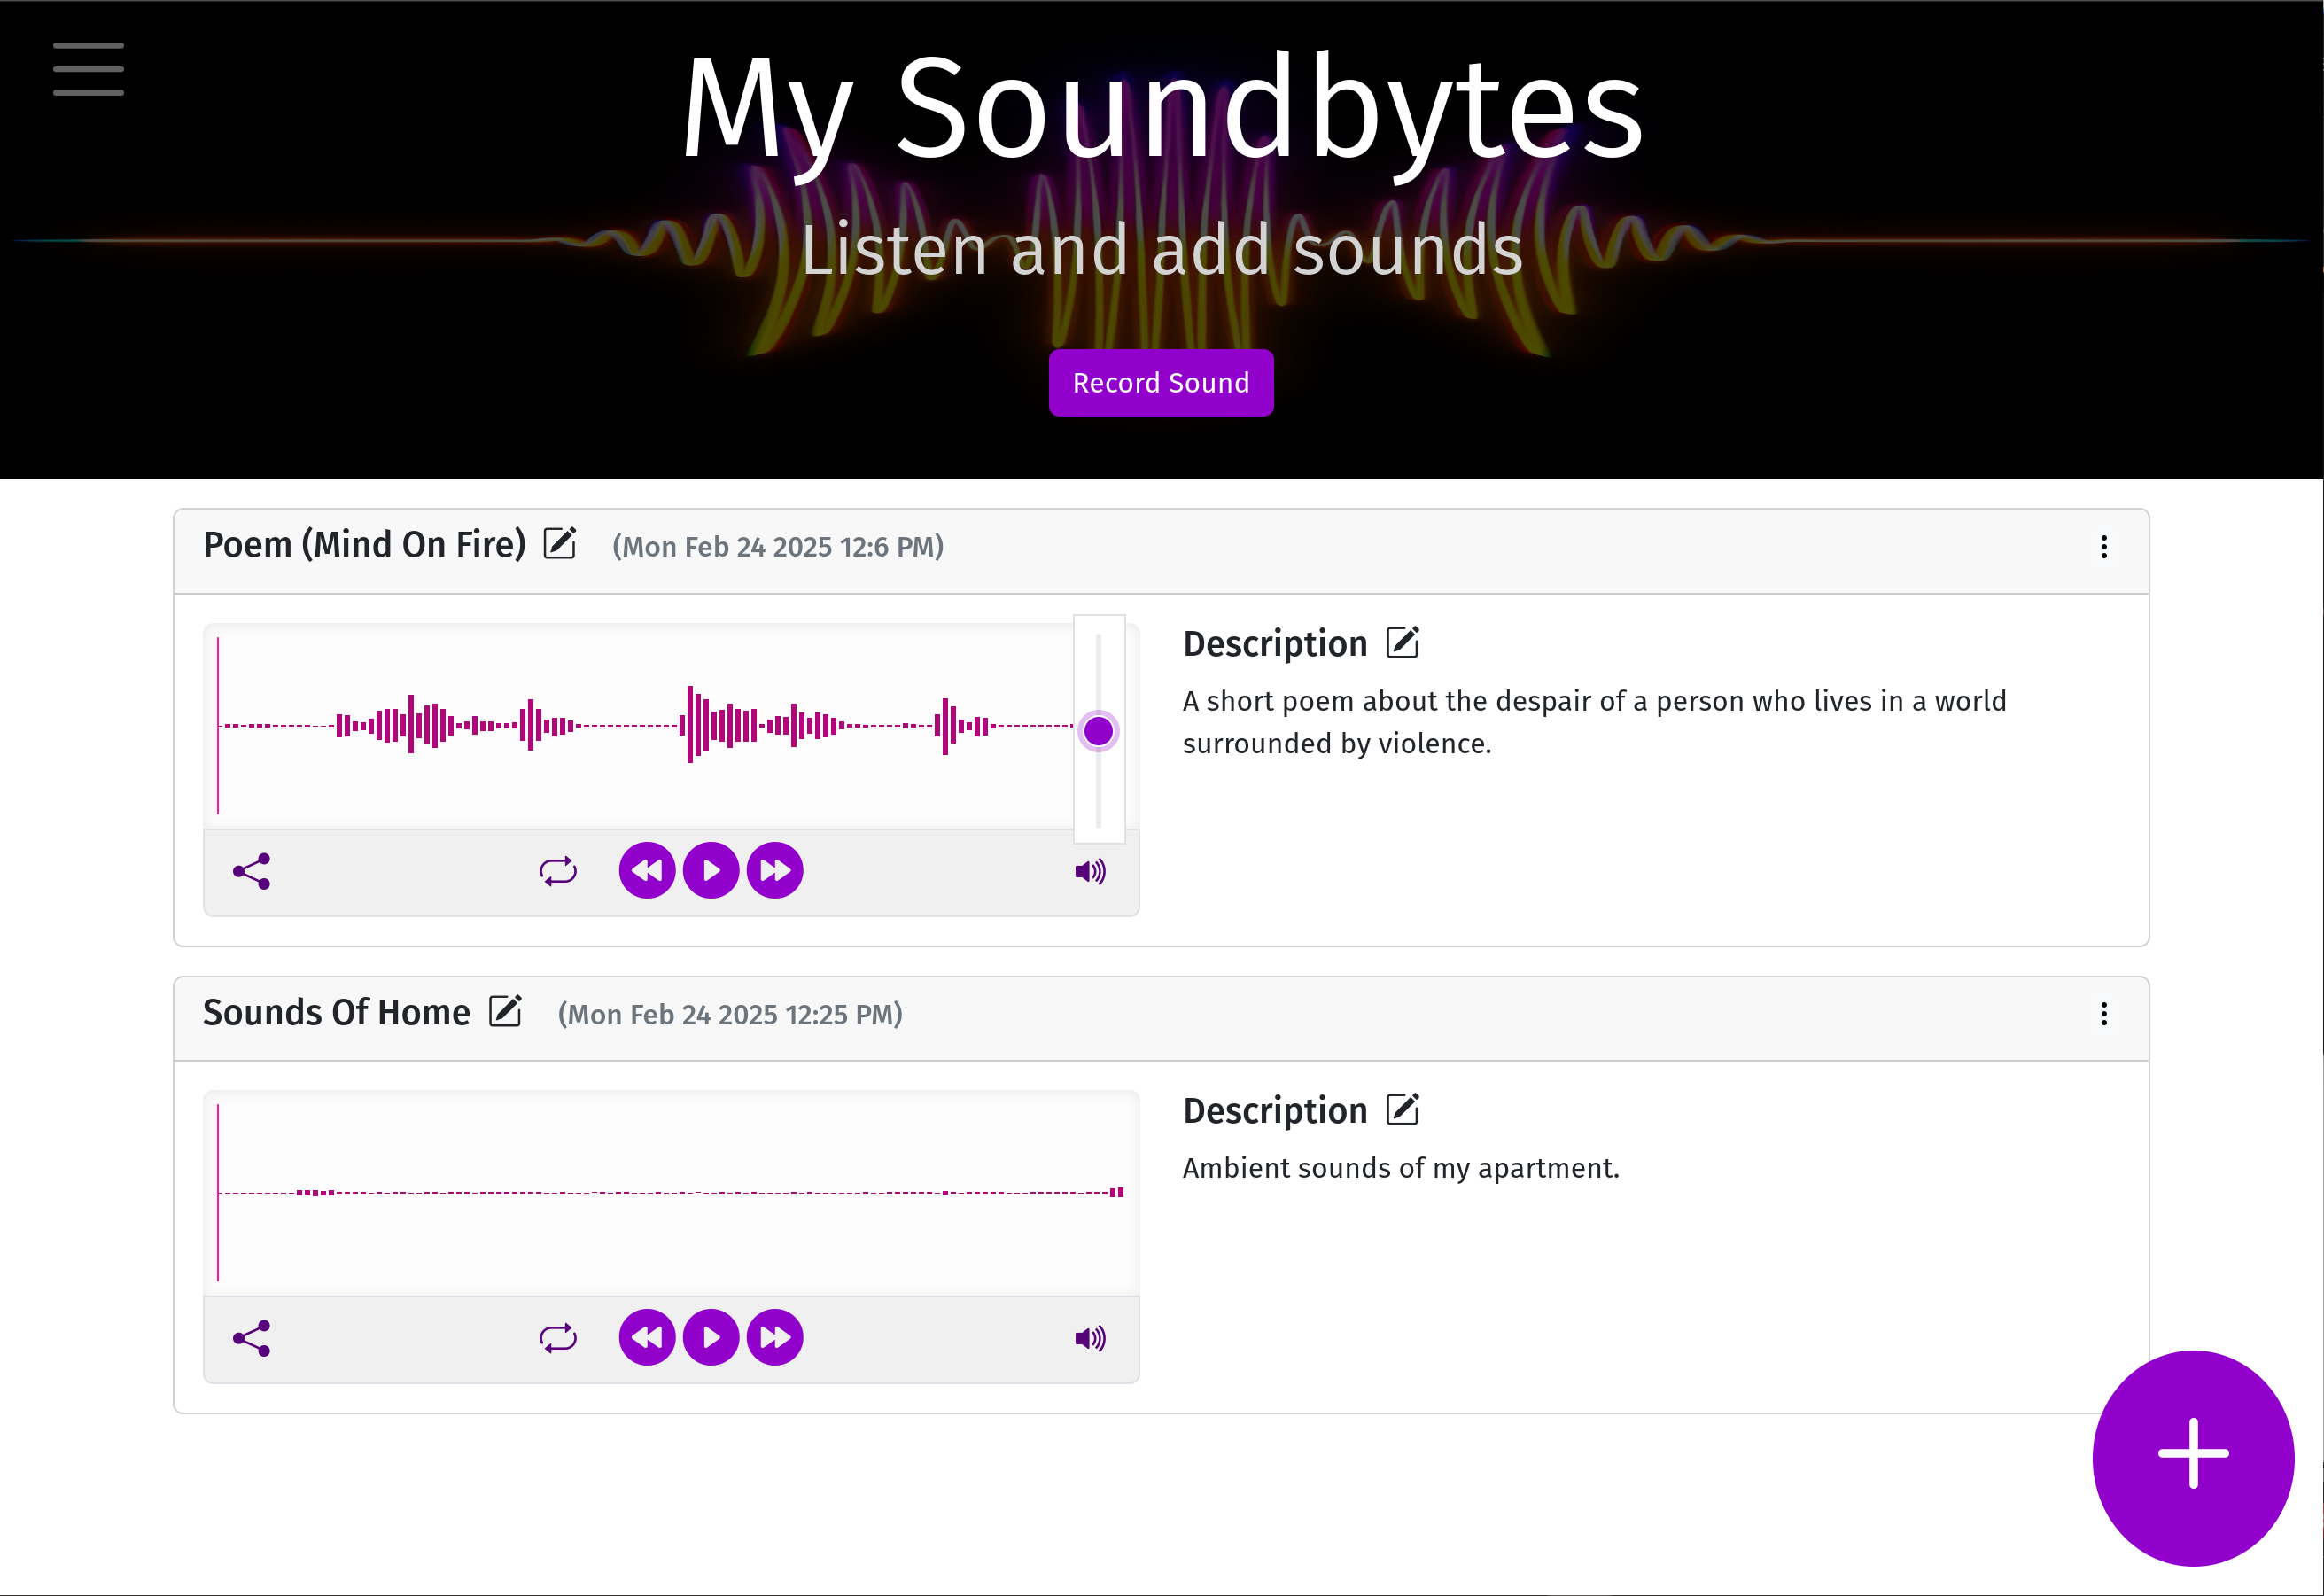 My Soundbytes
Listen and add sounds
Record Sound
Poem (Mind On Fire) (Mon Feb 24 2025 12:6 PM)
Description
A short poem about the despair of a person who lives in a world
surrounded by violence.
Sounds Of Home (Mon Feb 24 2025 12:25 PM)
Description
Ambient sounds of my apartment.